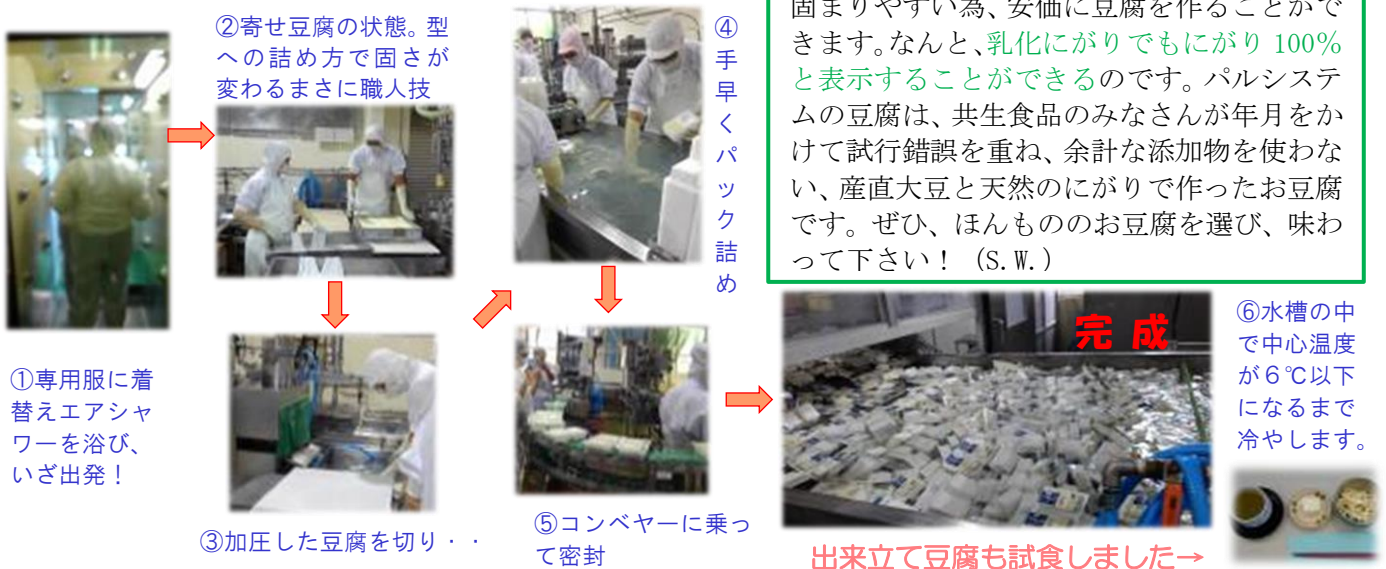 ①専用服に着
替えエアシャ
ワーを浴び、
いざ出発！
②寄せ豆腐の状態。型
への詰め方で固さが
変わるまさに職人技
③加圧した豆腐を切り・・
④
手
早
く
パ
ッ
ク
詰
め
⑤コンベヤーに乗っ
て密封
固まりやすい為、安価に豆腐を作ることがで
きます。なんと、乳化にがりでもにがり 100％
と表示することができるのです。パルシステ
ムの豆腐は、共生食品のみなさんが年月をか
けて試行錯誤を重ね、余計な添加物を使わな
い、産直大豆と天然のにがりで作ったお豆腐
です。ぜひ、ほんもののお豆腐を選び、味わ
って下さい！ (S.W.)
完成
⑥水槽の中
で中心温度
が６℃以下
になるまで
冷やします。
出来立て豆腐も試食しました→